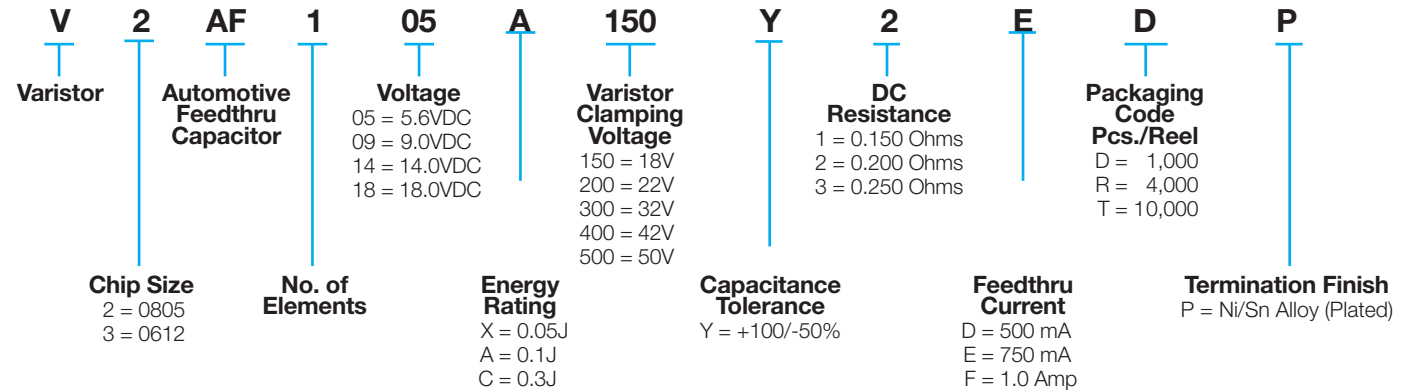 V 2 AF 1 05 A 150 Y 2 E D P
Varistor
Automotive
Feedthru
Capacitor
Voltage
05 = 5.6VDC
09 = 9.0VDC
14 = 14.0VDC
18 = 18.0VDC
Varistor
Clamping
Voltage
150 = 18V
200 = 22V
300 = 32V
400 = 42V
500 = 50V
DC
Resistance
1 = 0.150 Ohms
2 = 0.200 Ohms
3 = 0.250 Ohms
Packaging
Code
Pcs./Reel
D = 1,000
R = 4,000
T = 10,000
Chip Size
2 = 0805
3 = 0612
No. of
Elements
Energy
Rating
X = 0.05J
A = 0.1J
C = 0.3J
Capacitance
Tolerance
Y = +100/-50%
Feedthru
Current
D = 500 mA
E = 750 mA
F = 1.0 Amp
Termination Finish
P = Ni/Sn Alloy (Plated)